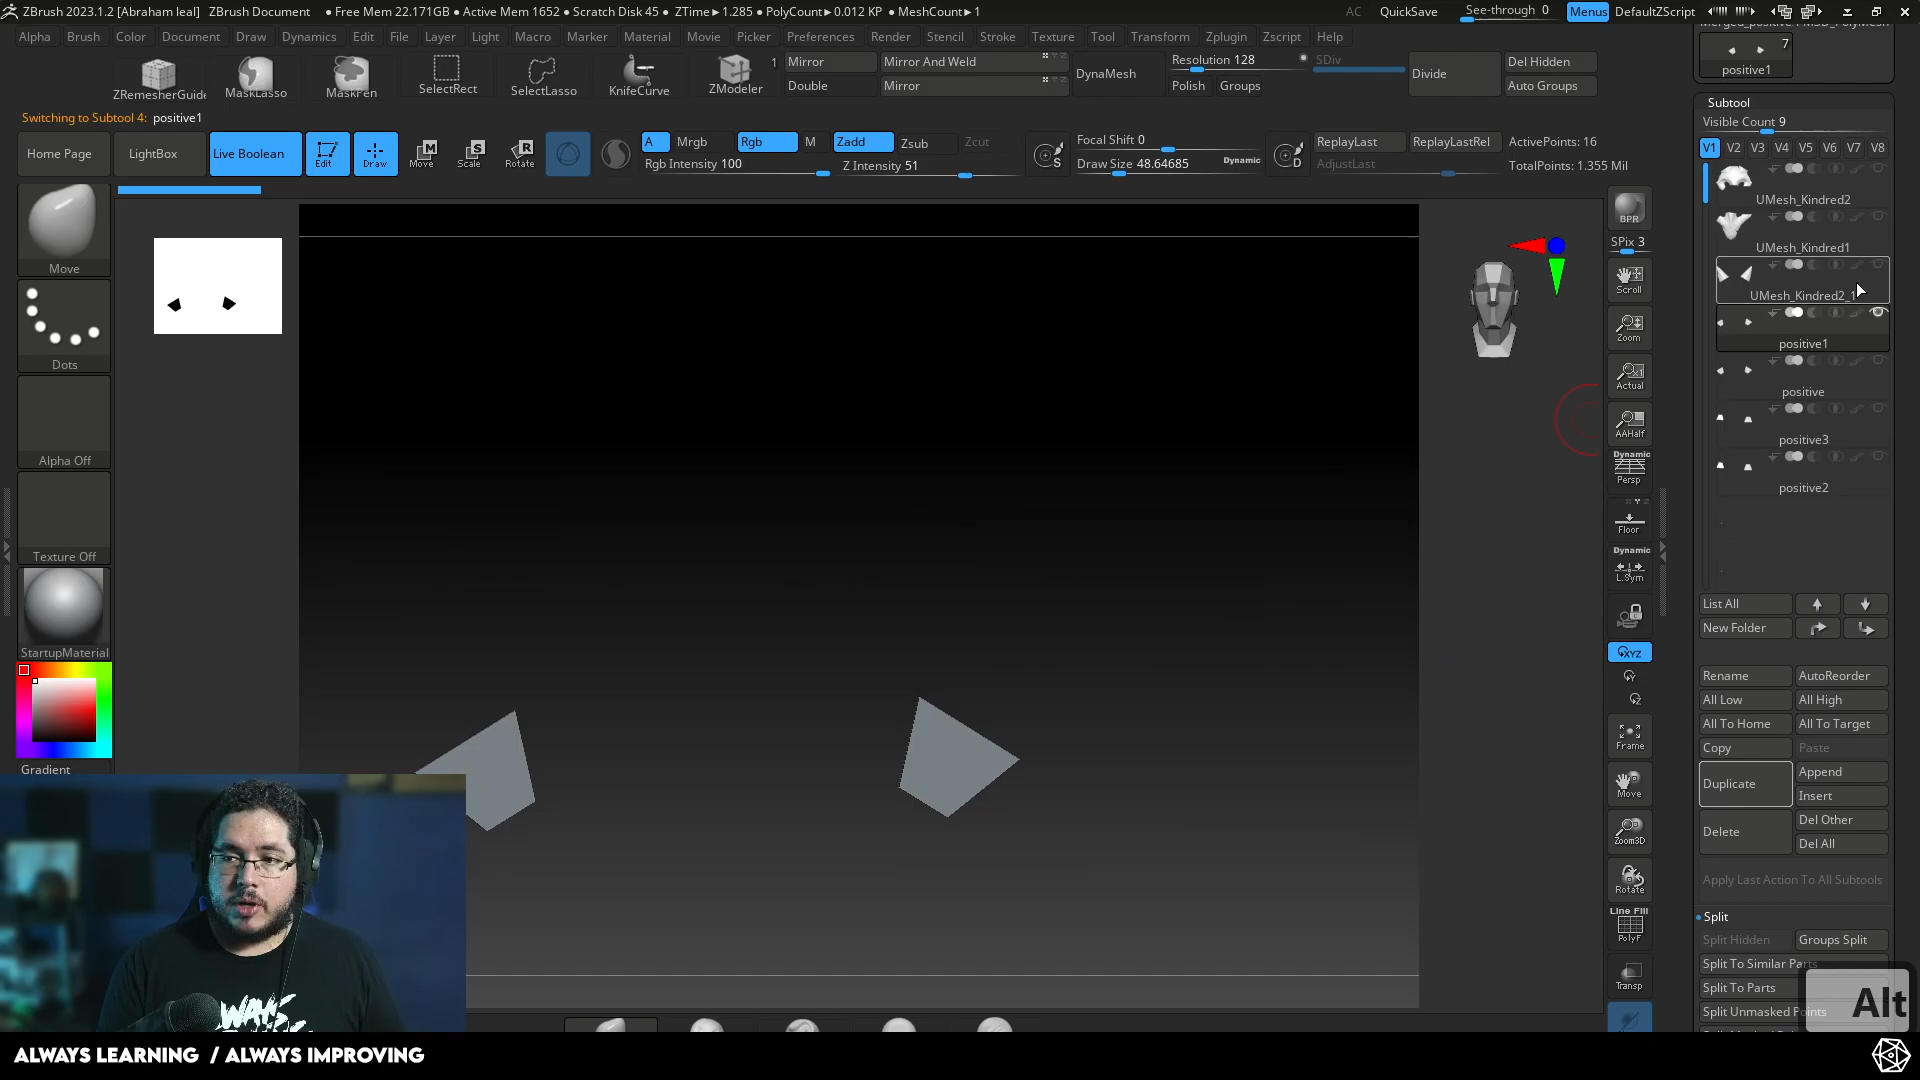 ZBrush 2023.1.2 [Abraham leal] ZBrush Document ● Free Mem 22.171GB ● Active Mem 1652 ● Scratch Disk 45 ● ZTime►1.285 ● PolyCount►0.012 KP ● MeshCount►1 AC QuickSave See-through 0 Menus DefaultZScript
Alpha Brush Color Document Draw Dynamics Edit File Layer Light Macro Marker Material Movie Picker Preferences Render Stencil Stroke Texture Tool Transform Zplugin Zscript Help
7
positive1
ZRemesherGuide MaskLasso MaskPen SelectRect SelectLasso KnifeCurve ZModeler 1
Mirror Mirror And Weld
Double Mirror
DynaMesh
Resolution 128
Polish Groups
SDiv
Divide
Del Hidden
Auto Groups
Switching to Subtool 4: positive1
Home Page LightBox Live Boolean Edit Draw Move Scale Rotate
A Mrgb Rgb M Zadd Zsub Zcut
Rgb Intensity 100 Z Intensity 51
Focal Shift 0
Draw Size 48.64685 Dynamic
ReplayLast ReplayLastRel
AdjustLast
ActivePoints: 16
TotalPoints: 1.355 Mil
Move
Dots
Alpha Off
Texture Off
StartupMaterial
Gradient
BPR
SPix 3
Scroll
Zoom
Actual
AAHalf
Dynamic
Persp
Floor
Dynamic
L.Sym
XYZ
Frame
Move
Zoom3D
Rotate
Line Fill
PolyF
Transp
Subtool
Visible Count 9
V1 V2 V3 V4 V5 V6 V7 V8
UMesh_Kindred2
UMesh_Kindred1
UMesh_Kindred2_1
positive1
positive
positive3
positive2
List All
New Folder
Rename AutoReorder
All Low All High
All To Home All To Target
Copy Paste
Duplicate Append
Insert
Delete Del Other
Del All
Apply Last Action To All Subtools
Split
Split Hidden Groups Split
Split To Similar Parts
Split To Parts
Split Unmasked Points
Alt
ALWAYS LEARNING / ALWAYS IMPROVING